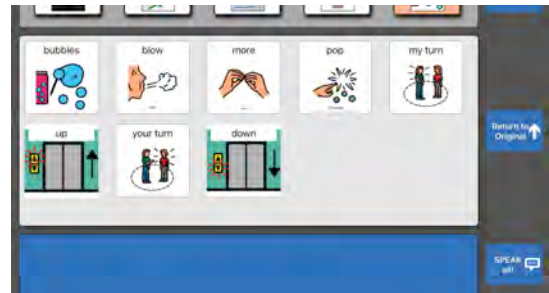 bubbles
blow
more
pop
my turn
up
your turn
down
Return to
Original
SPEAK
all!